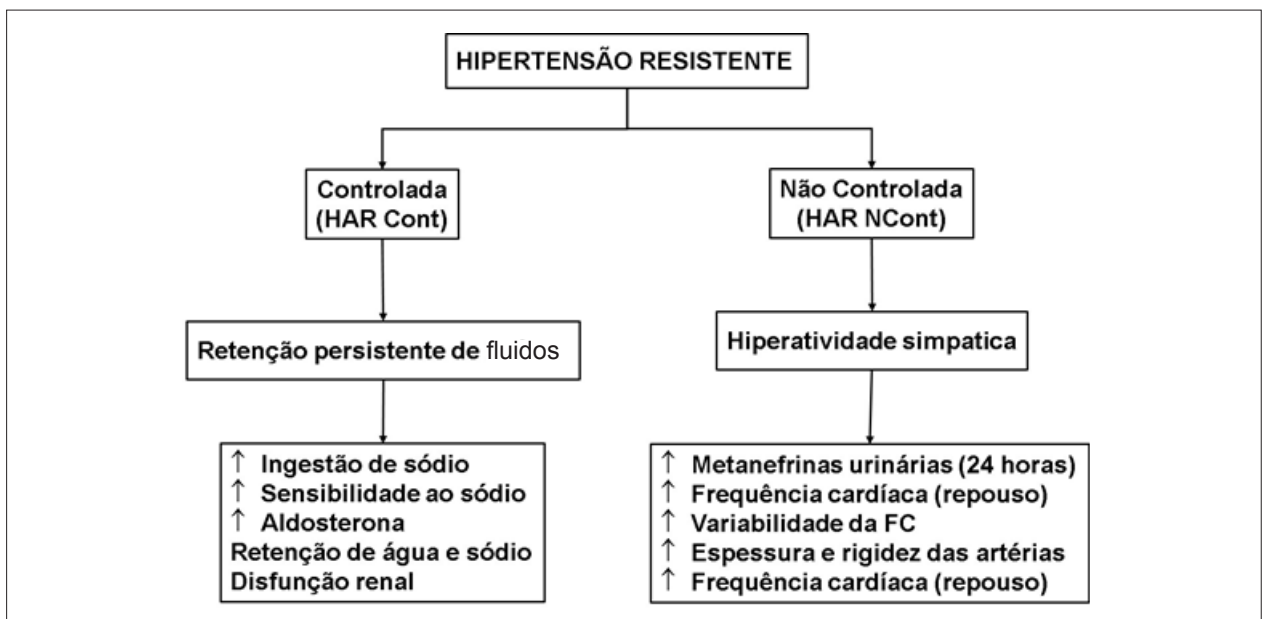 HIPERTENSÃO RESISTENTE
Controlada
(HAR Cont)
Não Controlada
(HAR NCont)
Retenção persistente de fluidos
Hiperatividade simpatica
↑ Ingestão de sódio
↑ Sensibilidade ao sódio
↑ Aldosterona
Retenção de água e sódio
Disfunção renal
↑ Metanefrinas urinárias (24 horas)
↑ Frequência cardíaca (repouso)
↑ Variabilidade da FC
↑ Espessura e rigidez das artérias
↑ Frequência cardíaca (repouso)